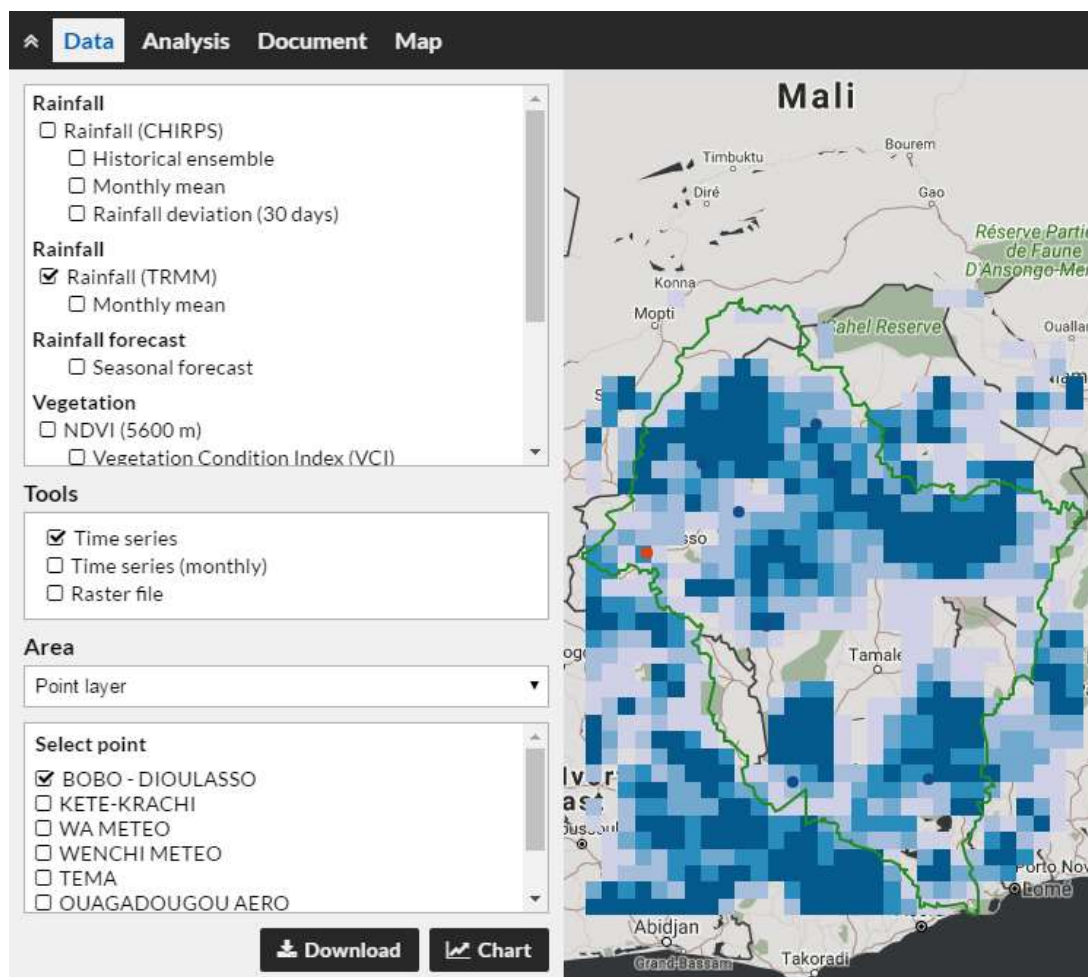 Data Analysis Document Map
Rainfall
Rainfall (CHIRPS)
Historical ensemble
Monthly mean
Rainfall deviation (30 days)
Rainfall
Rainfall (TRMM)
Monthly mean
Rainfall forecast
Seasonal forecast
Vegetation
NDVI (5600 m)
Vegetation Condition Index (VCI)
Tools
Time series
Time series (monthly)
Raster file
Area
Point layer
Select point
BOBO - DIOULASSO
KETE-KRACHI
WA METEO
WENCHI METEO
TEMA
OUAGADOUGOU AERO
Download
Chart
Mali
Timbuktu
Bourem
Diré
Gao
Réserve Partie
de Faune
D'Ansongo-Men
Konna
Mopti
Sahel Reserve
Ouallar
sso
Tamale
Porto Nov
Lomé
Abidjan
Grand-Bassam
Takoradi